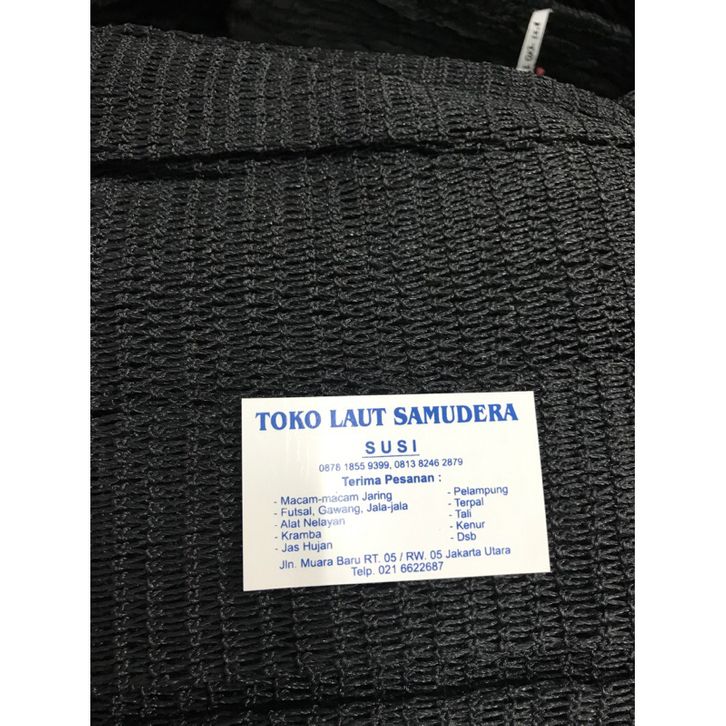 TOKO LAUT SAMUDERA
SUSI
0878 1855 9399, 0813 8246 2879
Terima Pesanan :
- Macam-macam Jaring
- Futsal, Gawang, Jala-jala
- Alat Nelayan
- Kramba
- Jas Hujan
- Pelampung
- Terpal
- Tali
- Kenur
- Dsb
Jln. Muara Baru RT. 05 / RW. 05 Jakarta Utara
Telp. 021 6622687